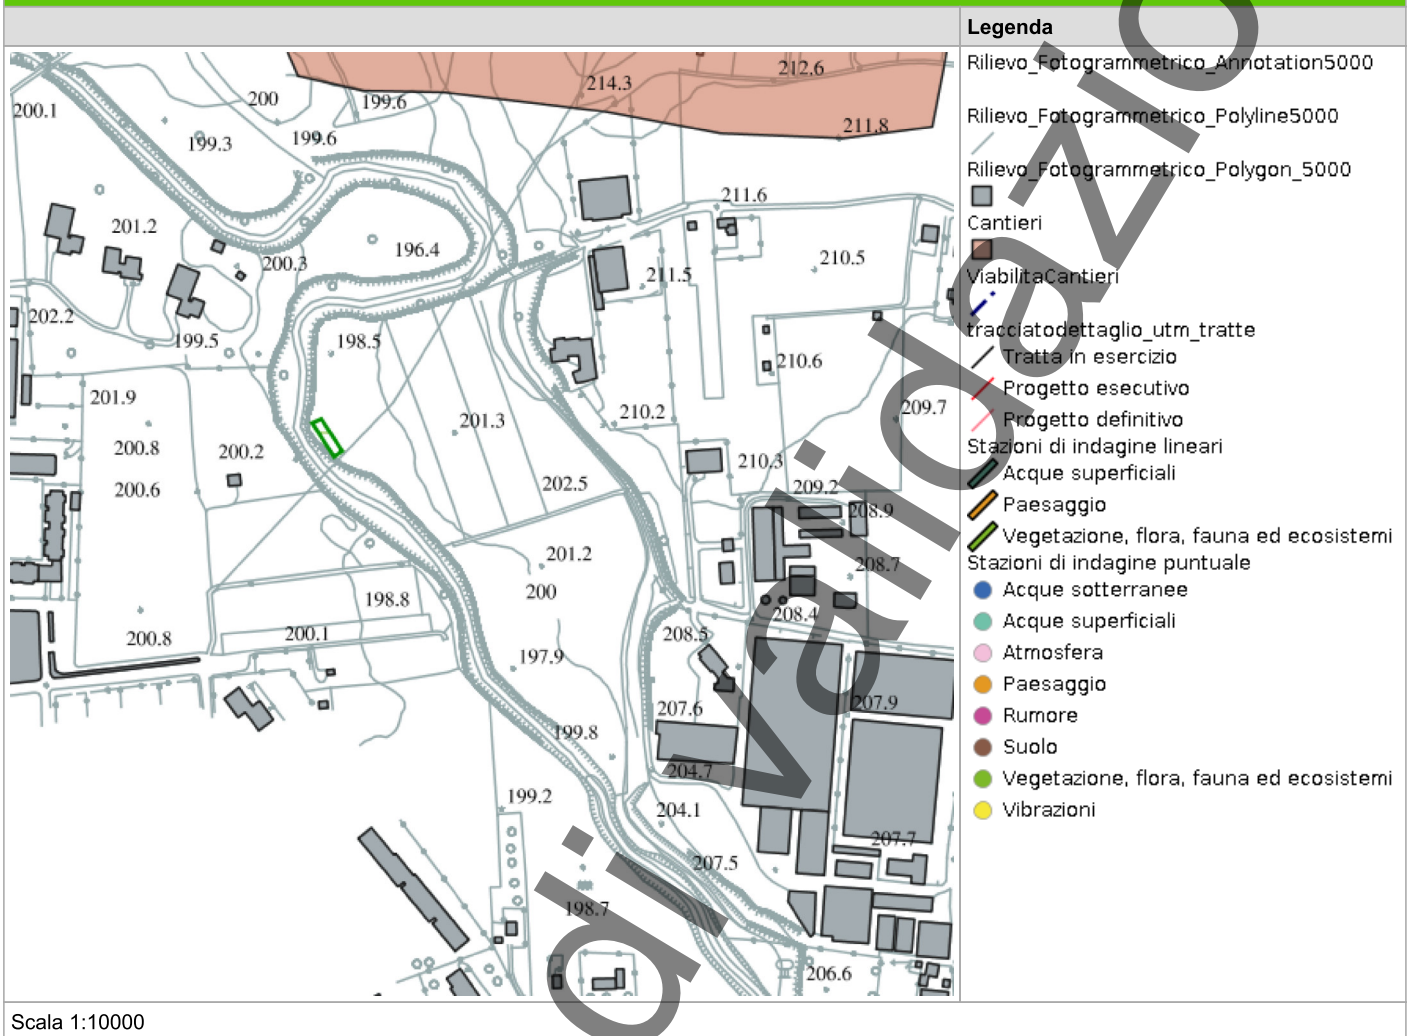 Legenda
200.1
200
199.6
214.3
212.6
199.3
199.6
211.8
201.2
200.3
196.4
211.6
211.5
210.5
202.2
199.5
198.5
210.6
201.9
201.3
210.2
209.7
200.8
200.2
210.3
200.6
202.5
209.2
208.9
201.2
208.7
200
198.8
208.4
200.8
200.1
208.5
197.9
207.6
207.9
199.8
204.7
199.2
204.1
207.7
207.5
198.7
206.6
Rilievo_Fotogrammetrico_Annotation5000
Rilievo_Fotogrammetrico_Polyline5000
Rilievo_Fotogrammetrico_Polygon_5000
Cantieri
ViabilitaCantieri
tracciatodettaglio_utm_tratte
Tratta in esercizio
Progetto esecutivo
Progetto definitivo
Stazioni di indagine lineari
Acque superficiali
Paesaggio
Vegetazione, flora, fauna ed ecosistemi
Stazioni di indagine puntuale
Acque sotterranee
Acque superficiali
Atmosfera
Paesaggio
Rumore
Suolo
Vegetazione, flora, fauna ed ecosistemi
Vibrazioni
di validazio
Scala 1:10000